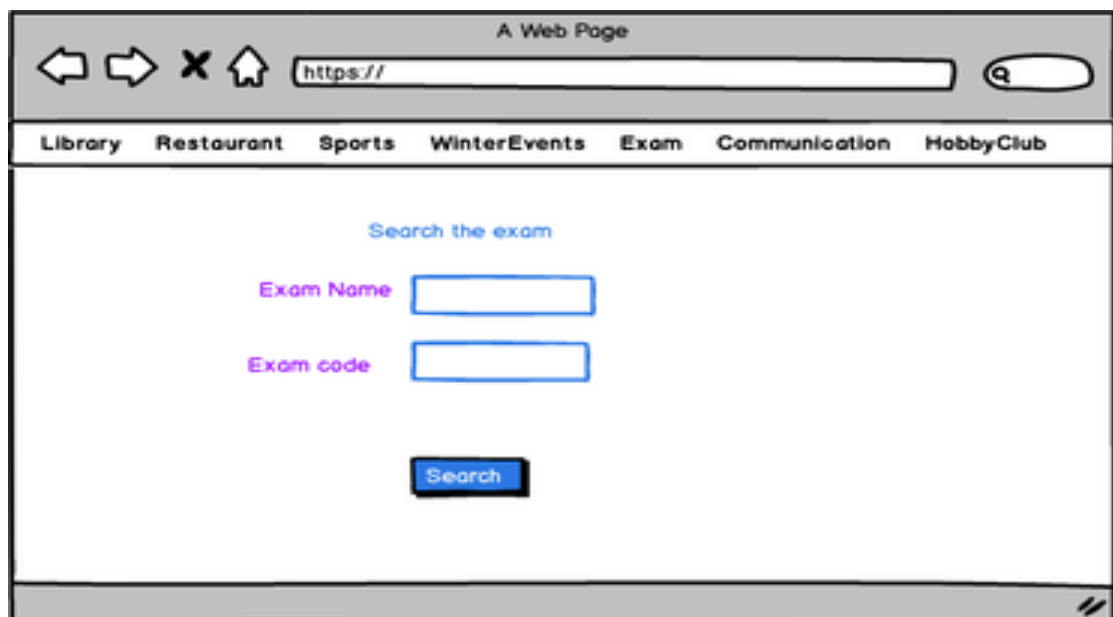 A Web Page
https://
Library Restaurant Sports WinterEvents Exam Communication HobbyClub
Search the exam
Exam Name
Exam code
Search